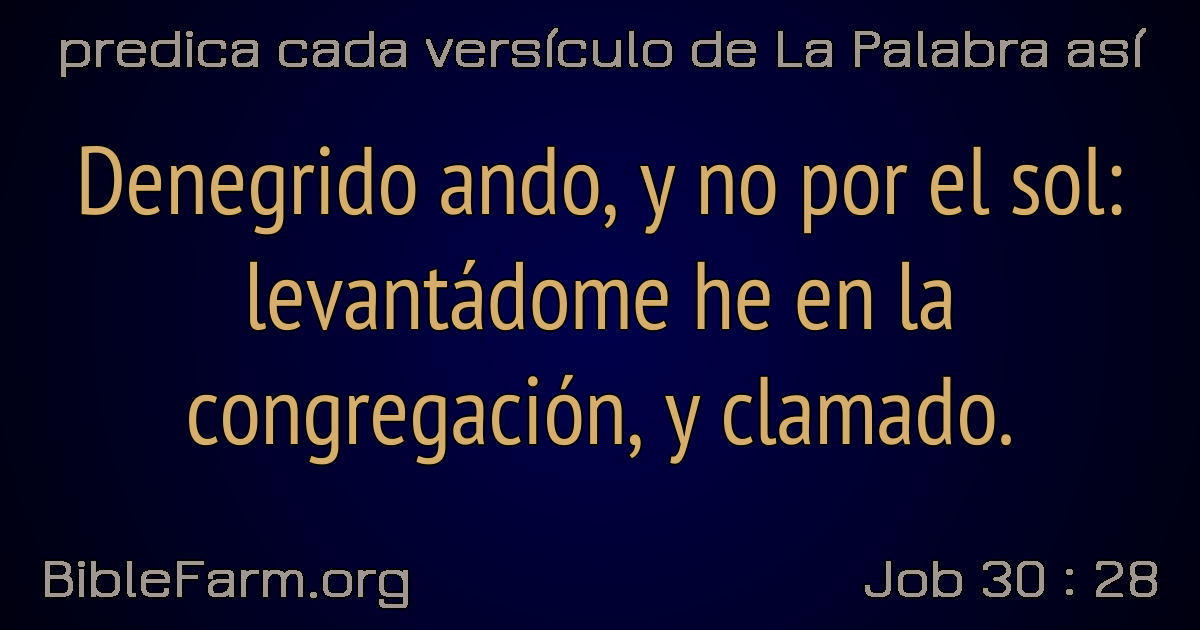 predica cada versículo de La Palabra así
Denegrido ando, y no por el sol:
levantádome he en la
congregación, y clamado.
BibleFarm.org
Job 30 : 28